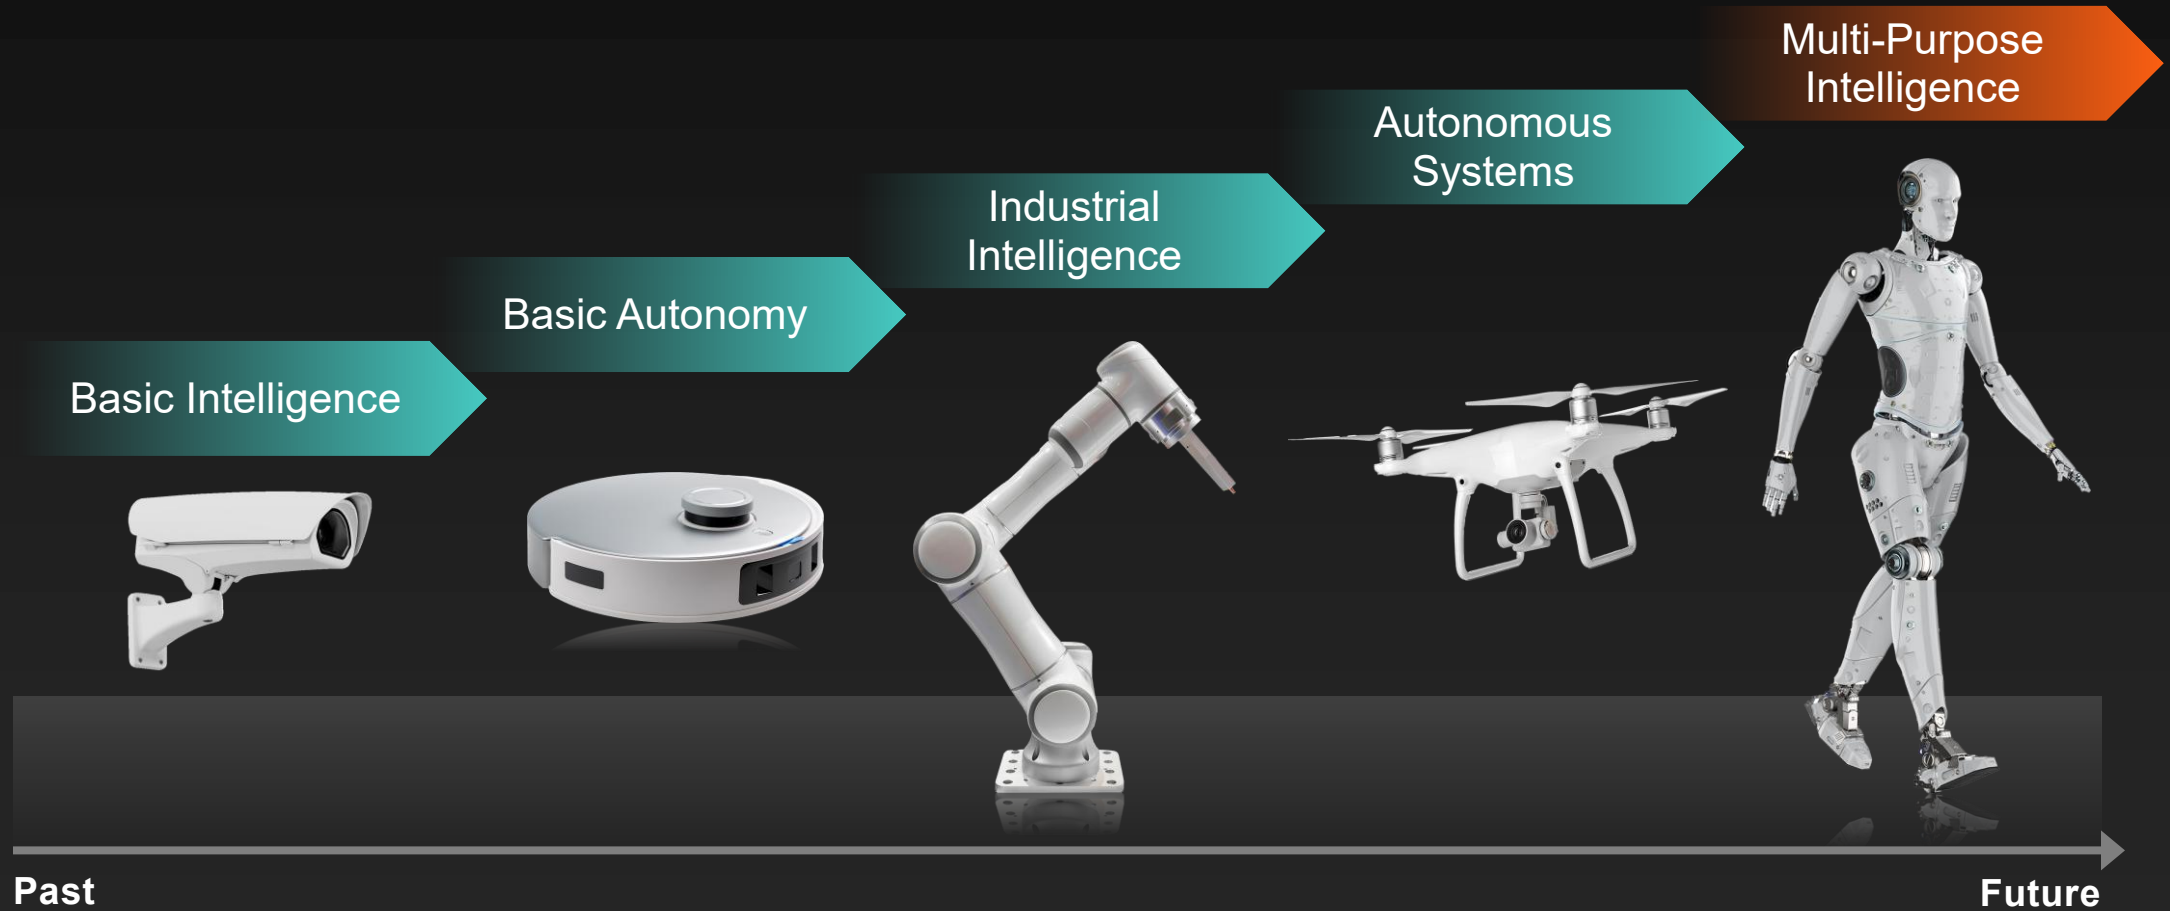 Basic Intelligence
Basic Autonomy
Industrial
Intelligence
Autonomous
Systems
Multi-Purpose
Intelligence
Past
Future